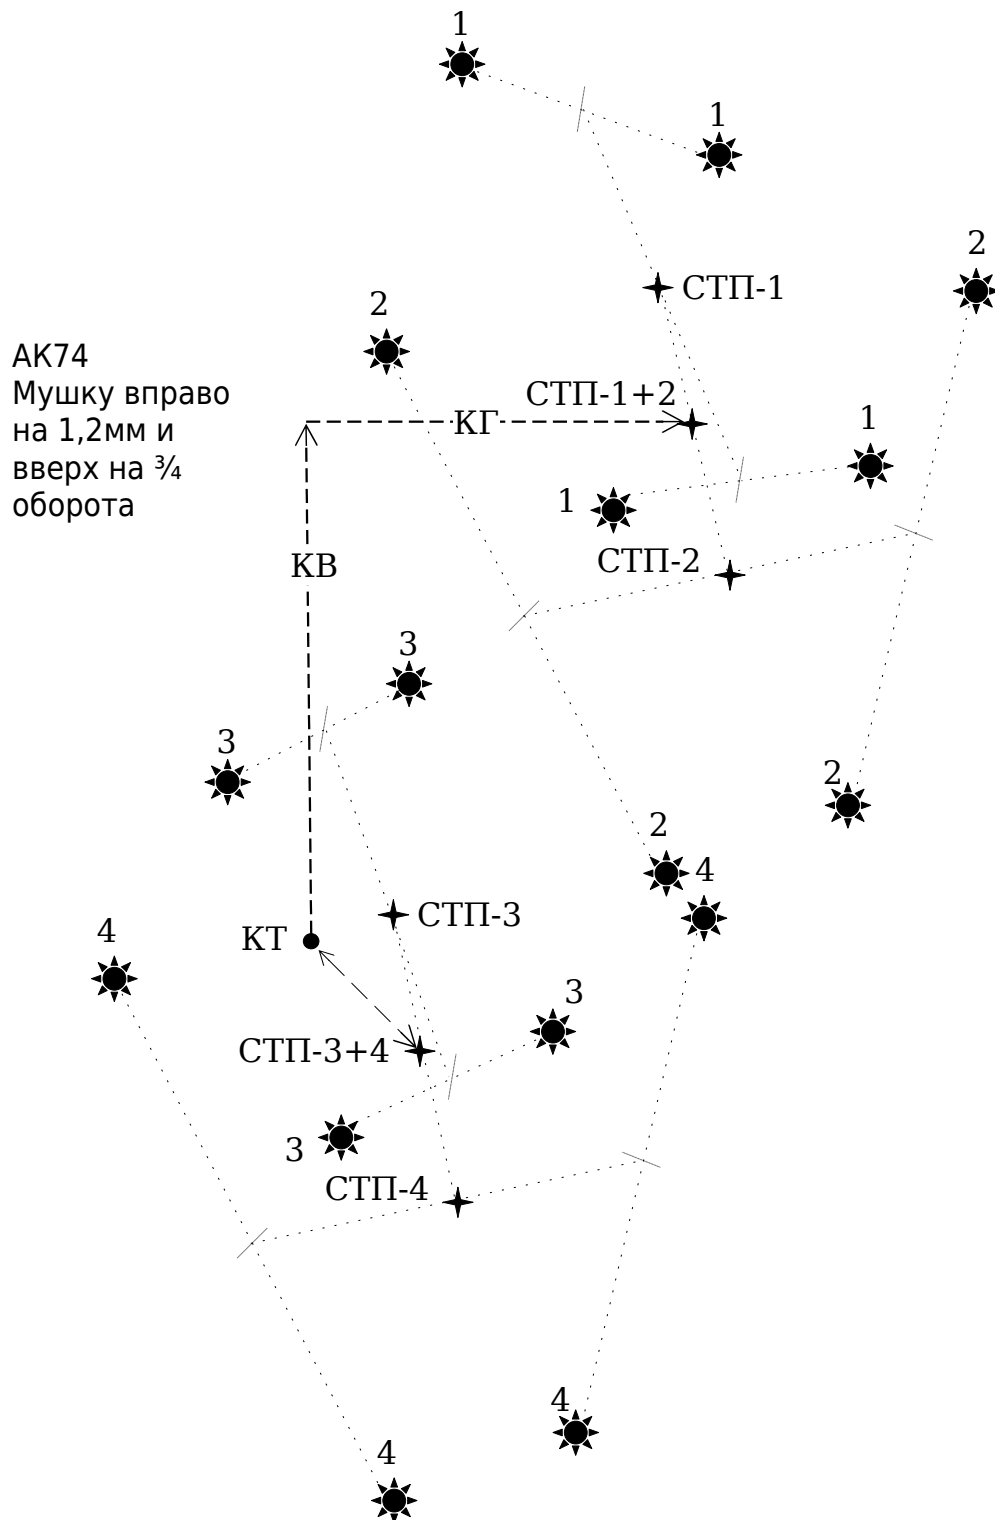 1
1
2
СТП-1
2
АК74
Мушку вправо
на 1,2мм и
вверх на ¾
оборота
СТП-1+2
КГ
1
1
СТП-2
КВ
3
3
2
2
4
СТП-3
КТ
4
3
СТП-3+4
3
СТП-4
4
4